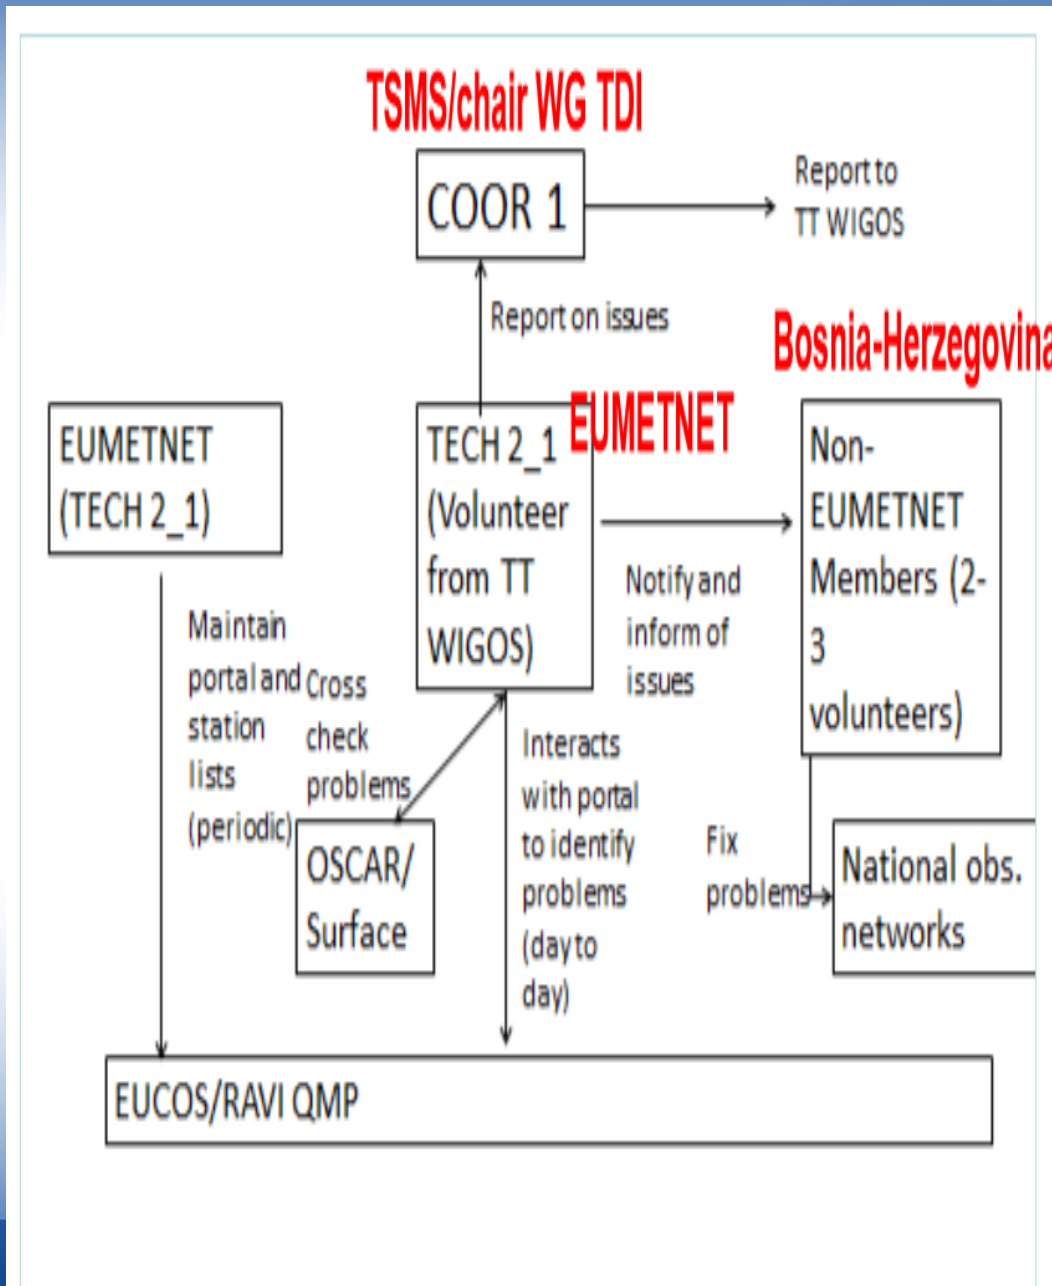 TSMS/chair WG TDI
COOR 1
Report to
TT WIGOS
Report on issues
Bosnia-Herzegovina
EUMETNET
EUMETNET
(TECH 2_1)
TECH 2_1
(Volunteer
from TT
WIGOS)
Non-
EUMETNET
Members (2-
3
volunteers)
Notify and
inform of
issues
Maintain
portal and
station
lists
(periodic)
Cross
check
problems
Interacts
with portal
to identify
problems
(day to
day)
Fix
problems
OSCAR/
Surface
National obs.
networks
EUCOS/RAVI QMP